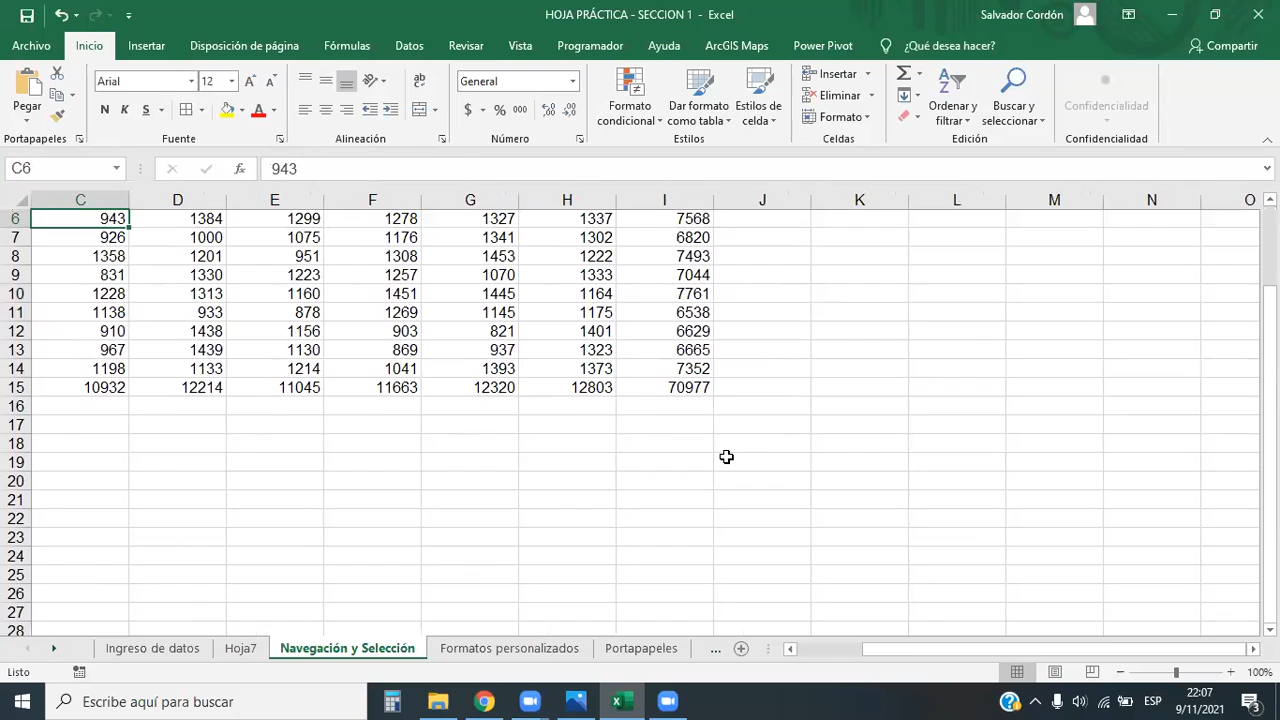 HOJA PRÁCTICA - SECCION 1 - Excel
Salvador Cordón
Archivo Inicio Insertar Disposición de página Fórmulas Datos Revisar Vista Programador Ayuda ArcGIS Maps Power Pivot ¿Qué desea hacer? Compartir
Pegar
Arial 12
N K S A
ab
General
$ % 000
Formato condicional
Dar formato como tabla
Estilos de celda
Insertar
Eliminar
Formato
Ordenar y filtrar
Buscar y seleccionar
Confidencialidad
Portapapeles Fuente Alineación Número Estilos Celdas Edición Confidencialidad
C6 fx 943
C D E F G H I J K L M N O
6 943 1384 1299 1278 1327 1337 7568
7 926 1000 1075 1176 1341 1302 6820
8 1358 1201 951 1308 1453 1222 7493
9 831 1330 1223 1257 1070 1333 7044
10 1228 1313 1160 1451 1445 1164 7761
11 1138 933 878 1269 1145 1175 6538
12 910 1438 1156 903 821 1401 6629
13 967 1439 1130 869 937 1323 6665
14 1198 1133 1214 1041 1393 1373 7352
15 10932 12214 11045 11663 12320 12803 70977
16
17
18
19
20
21
22
23
24
25
26
27
28
Ingreso de datos Hoja7 Navegación y Selección Formatos personalizados Portapapeles ...
Listo 100%
Escribe aquí para buscar ESP 22:07
9/11/2021 3